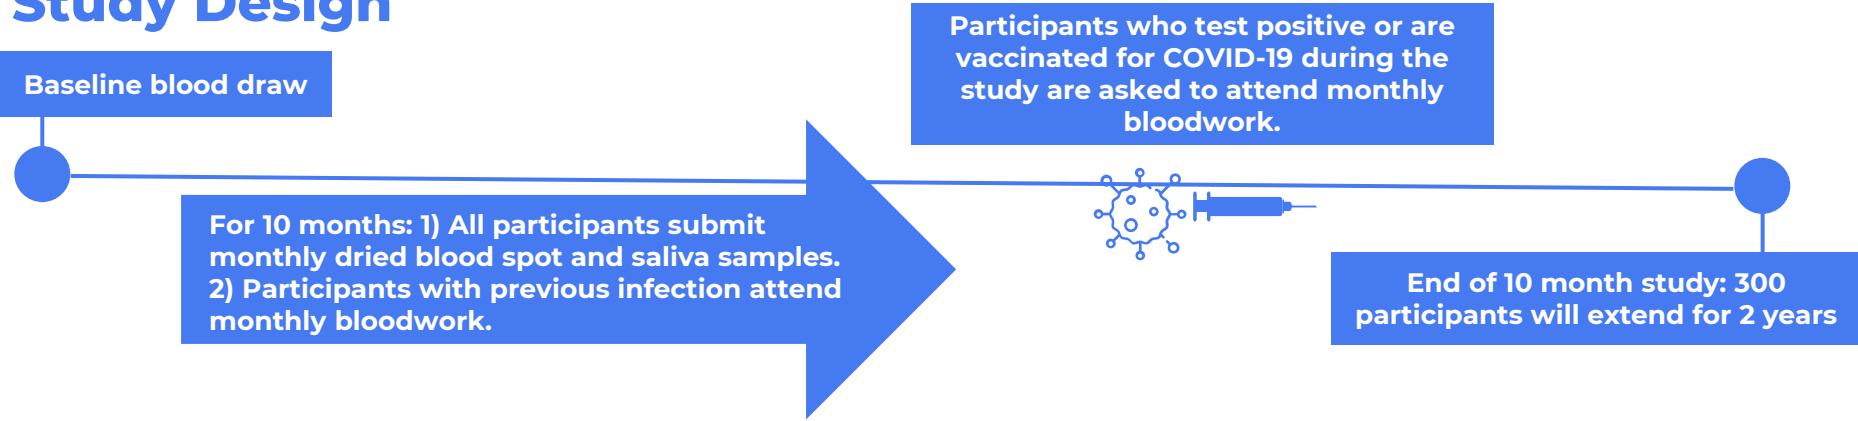 Study Design
Baseline blood draw
Participants who test positive or are
vaccinated for COVID-19 during the
study are asked to attend monthly
bloodwork.
For 10 months: 1) All participants submit
monthly dried blood spot and saliva samples.
2) Participants with previous infection attend
monthly bloodwork.
End of 10 month study: 300
participants will extend for 2 years